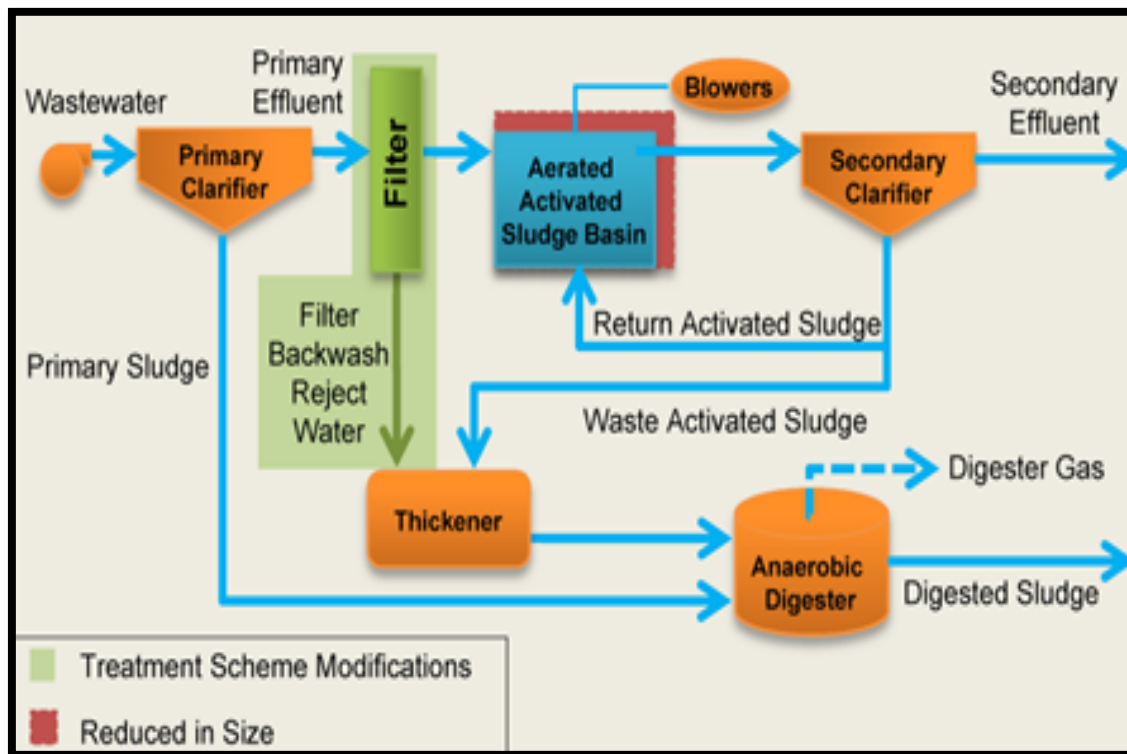 Wastewater
Primary
Effluent
Blowers
Secondary
Effluent
Primary
Clarifier
Filter
Aerated
Activated
Sludge Basin
Secondary
Clarifier
Filter
Backwash
Reject
Water
Return Activated Sludge
Primary Sludge
Waste Activated Sludge
Digester Gas
Thickener
Anaerobic
Digester
Digested Sludge
Treatment Scheme Modifications
Reduced in Size